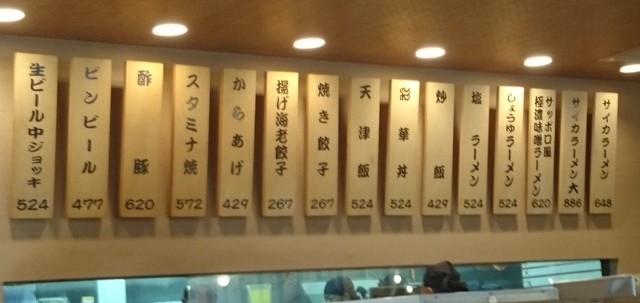 サイカラーメン
648
サイカラーメン大
886
サッポロ風
極濃味噌ラーメン
620
しょうゆラーメン
524
塩ラーメン
524
炒飯
429
彩華丼
524
天津飯
524
焼き餃子
267
揚げ海老餃子
267
からあげ
429
スタミナ焼
572
酢豚
620
ビンビール
477
生ビール中ジョッキ
524